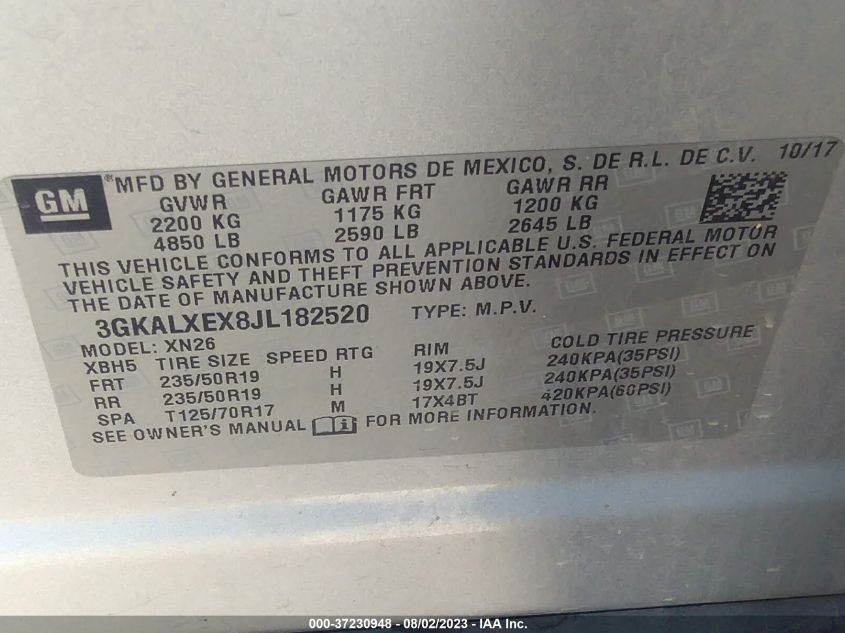 GM ®MFD BY GENERAL MOTORS DE MEXICO, S. DE R.L. DE C.V. 10/17
GVWR GAWR FRT GAWR RR
2200 KG 1175 KG 1200 KG
4850 LB 2590 LB 2645 LB
THIS VEHICLE CONFORMS TO ALL APPLICABLE U.S. FEDERAL MOTOR
VEHICLE SAFETY AND THEFT PREVENTION STANDARDS IN EFFECT ON
THE DATE OF MANUFACTURE SHOWN ABOVE.
3GKALXEX8JL182520 TYPE: M.P.V.
MODEL: XN26
XBH5 TIRE SIZE SPEED RTG RIM COLD TIRE PRESSURE
FRT 235/50R19 H 19X7.5J 240KPA(35PSI)
RR 235/50R19 H 19X7.5J 240KPA(35PSI)
SPA T125/70R17 M 17X4BT 420KPA(60PSI)
SEE OWNER'S MANUAL i FOR MORE INFORMATION.
000-37230948 - 08/02/2023 - IAA Inc.